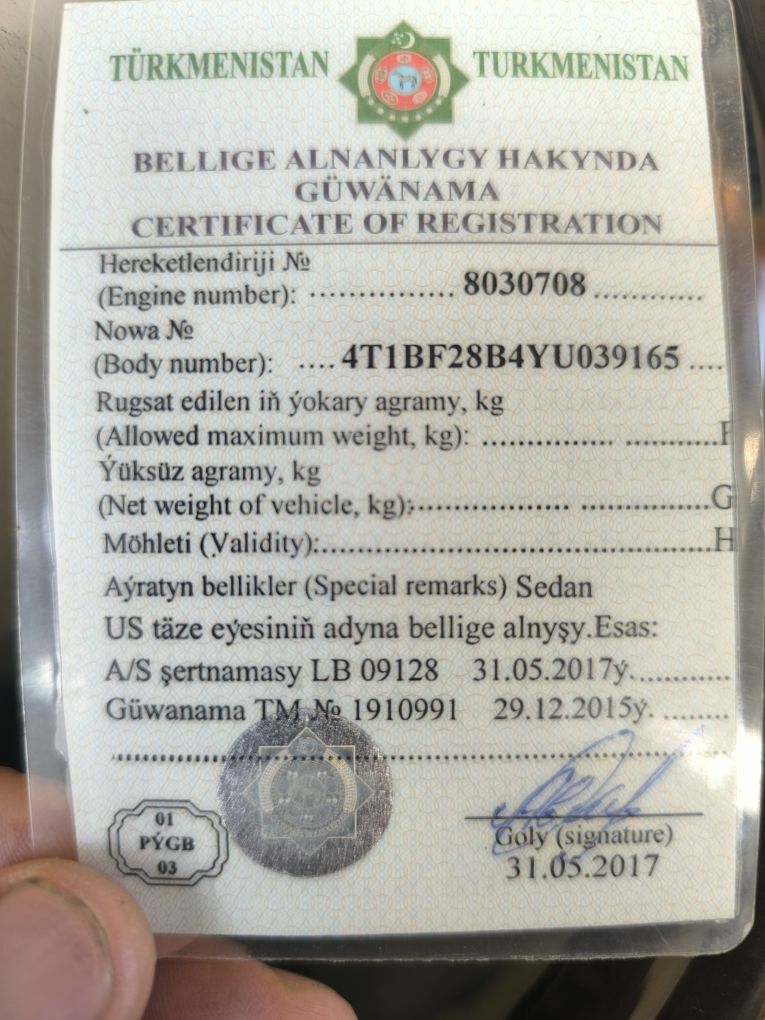 TÜRKMENISTAN TURKMENISTAN
BELLIGE ALNANLYGY HAKYNDA
GÜWÄNAMA
CERTIFICATE OF REGISTRATION
Hereketlendiriji №
(Engine number): ................ 8030708 ............
Nowa №
(Body number): .... 4T1BF28B4YU039165 ....
Rugsat edilen iň ýokary agramy, kg
(Allowed maximum weight, kg): ............... ............F
Ýüksüz agramy, kg
(Net weight of vehicle, kg):.................. ...............G
Möhleti (Validity):.............................................H
Aýratyn bellikler (Special remarks) Sedan
US täze eýesiniň adyna bellige alnyşy.Esas:
A/S şertnamasy LB 09128 31.05.2017ý.............
Güwanama TM № 1910991 29.12.2015ý. ........
01
PÝGB
03
Goly (signature)
31.05.2017